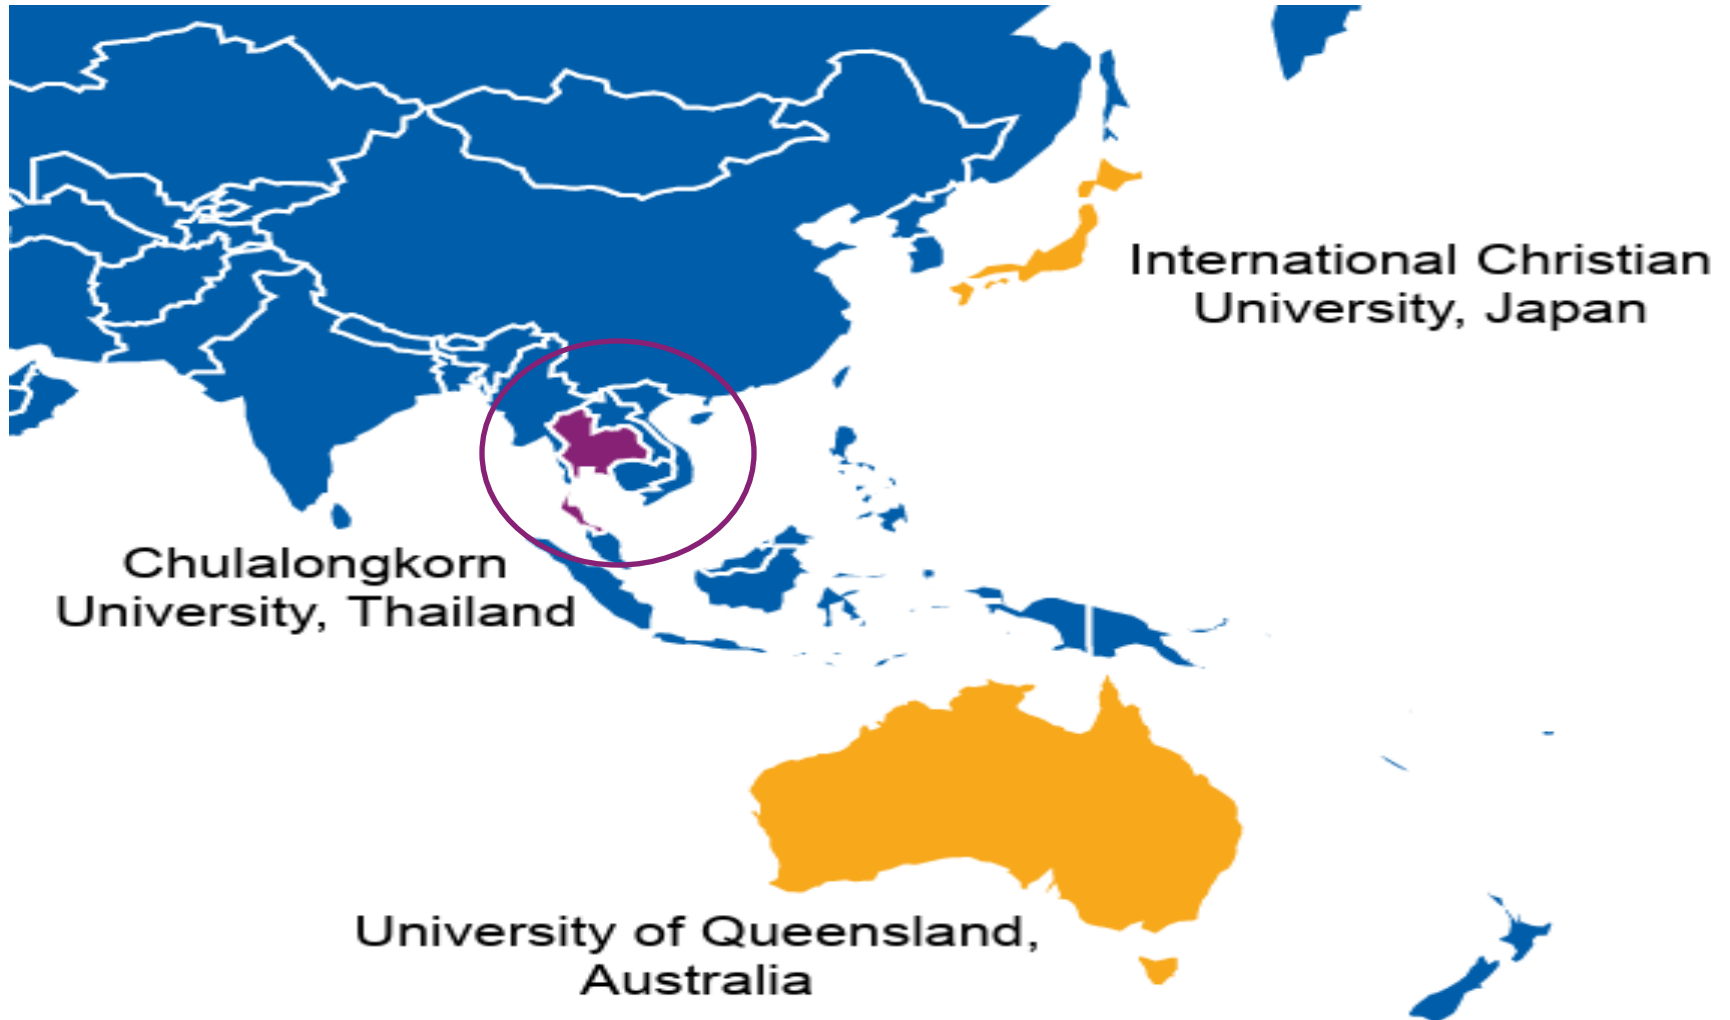 International Christian
University, Japan
Chulalongkorn
University, Thailand
University of Queensland,
Australia